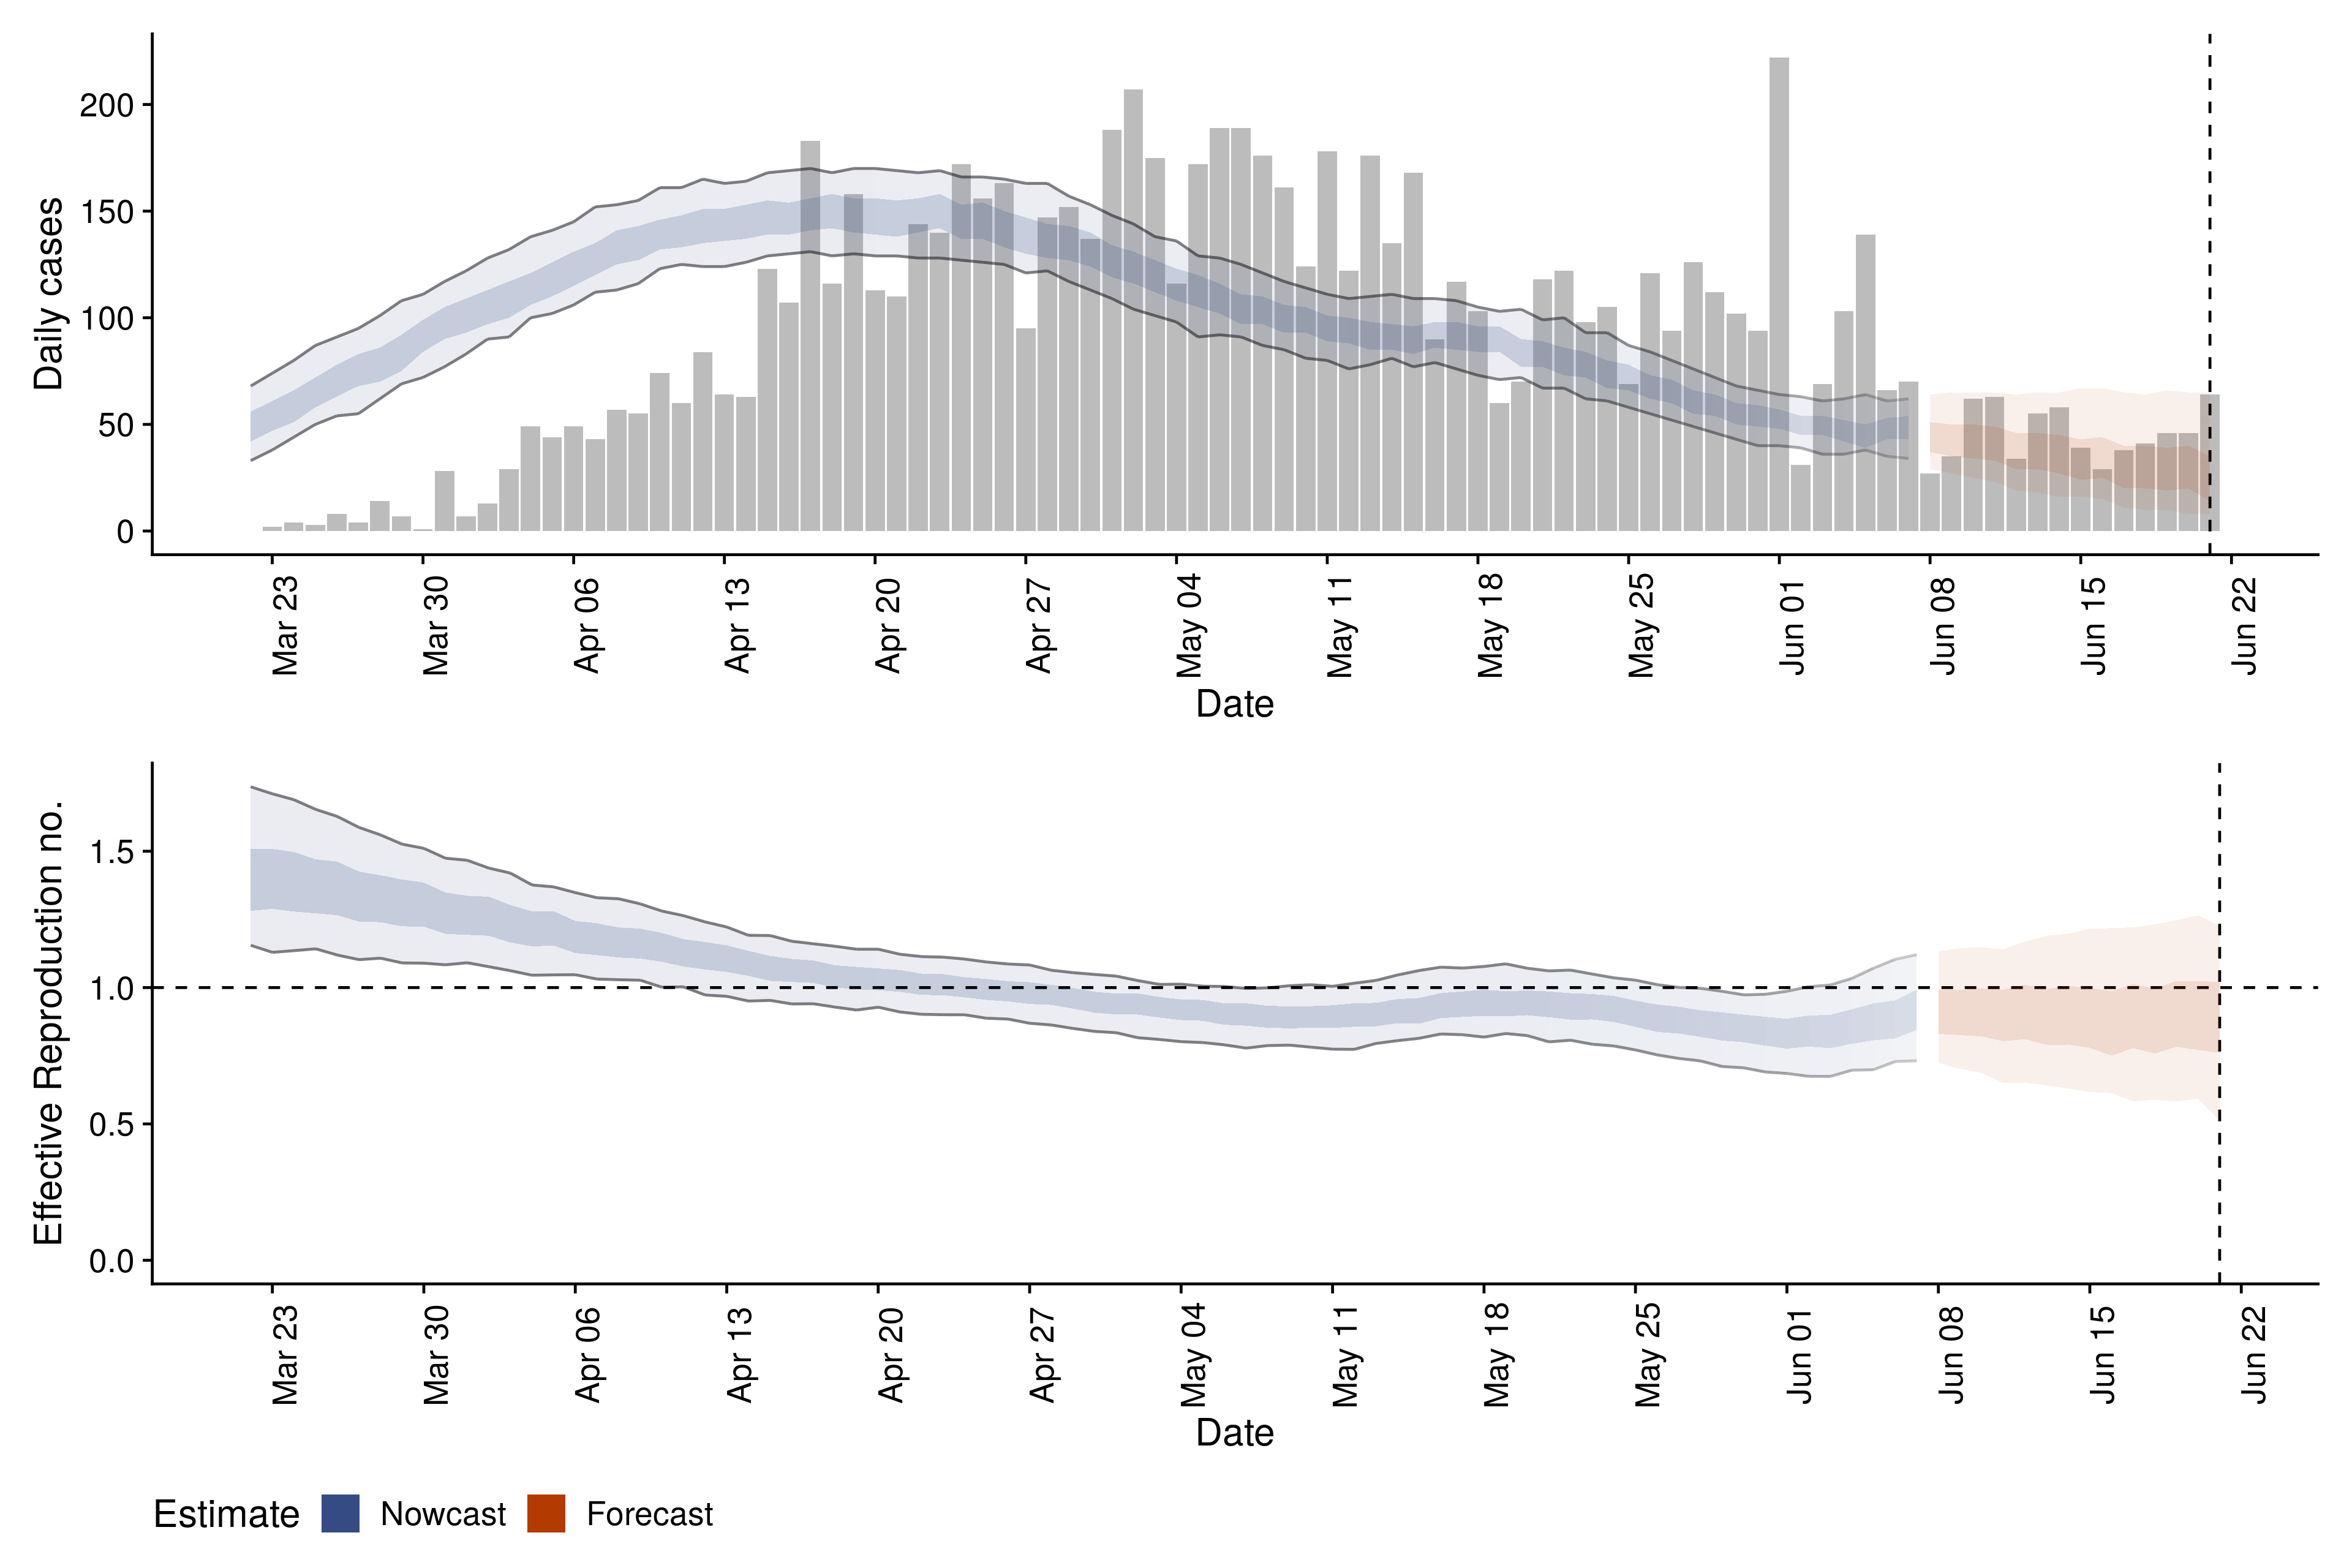 Daily cases
200
150
100
50
0
Mar 23
Mar 30
Apr 06
Apr 13
Apr 20
Apr 27
May 04
May 11
May 18
May 25
Jun 01
Jun 08
Jun 15
Jun 22
Date
Effective Reproduction no.
1.5
1.0
0.5
0.0
Mar 23
Mar 30
Apr 06
Apr 13
Apr 20
Apr 27
May 04
May 11
May 18
May 25
Jun 01
Jun 08
Jun 15
Jun 22
Date
Estimate Nowcast Forecast